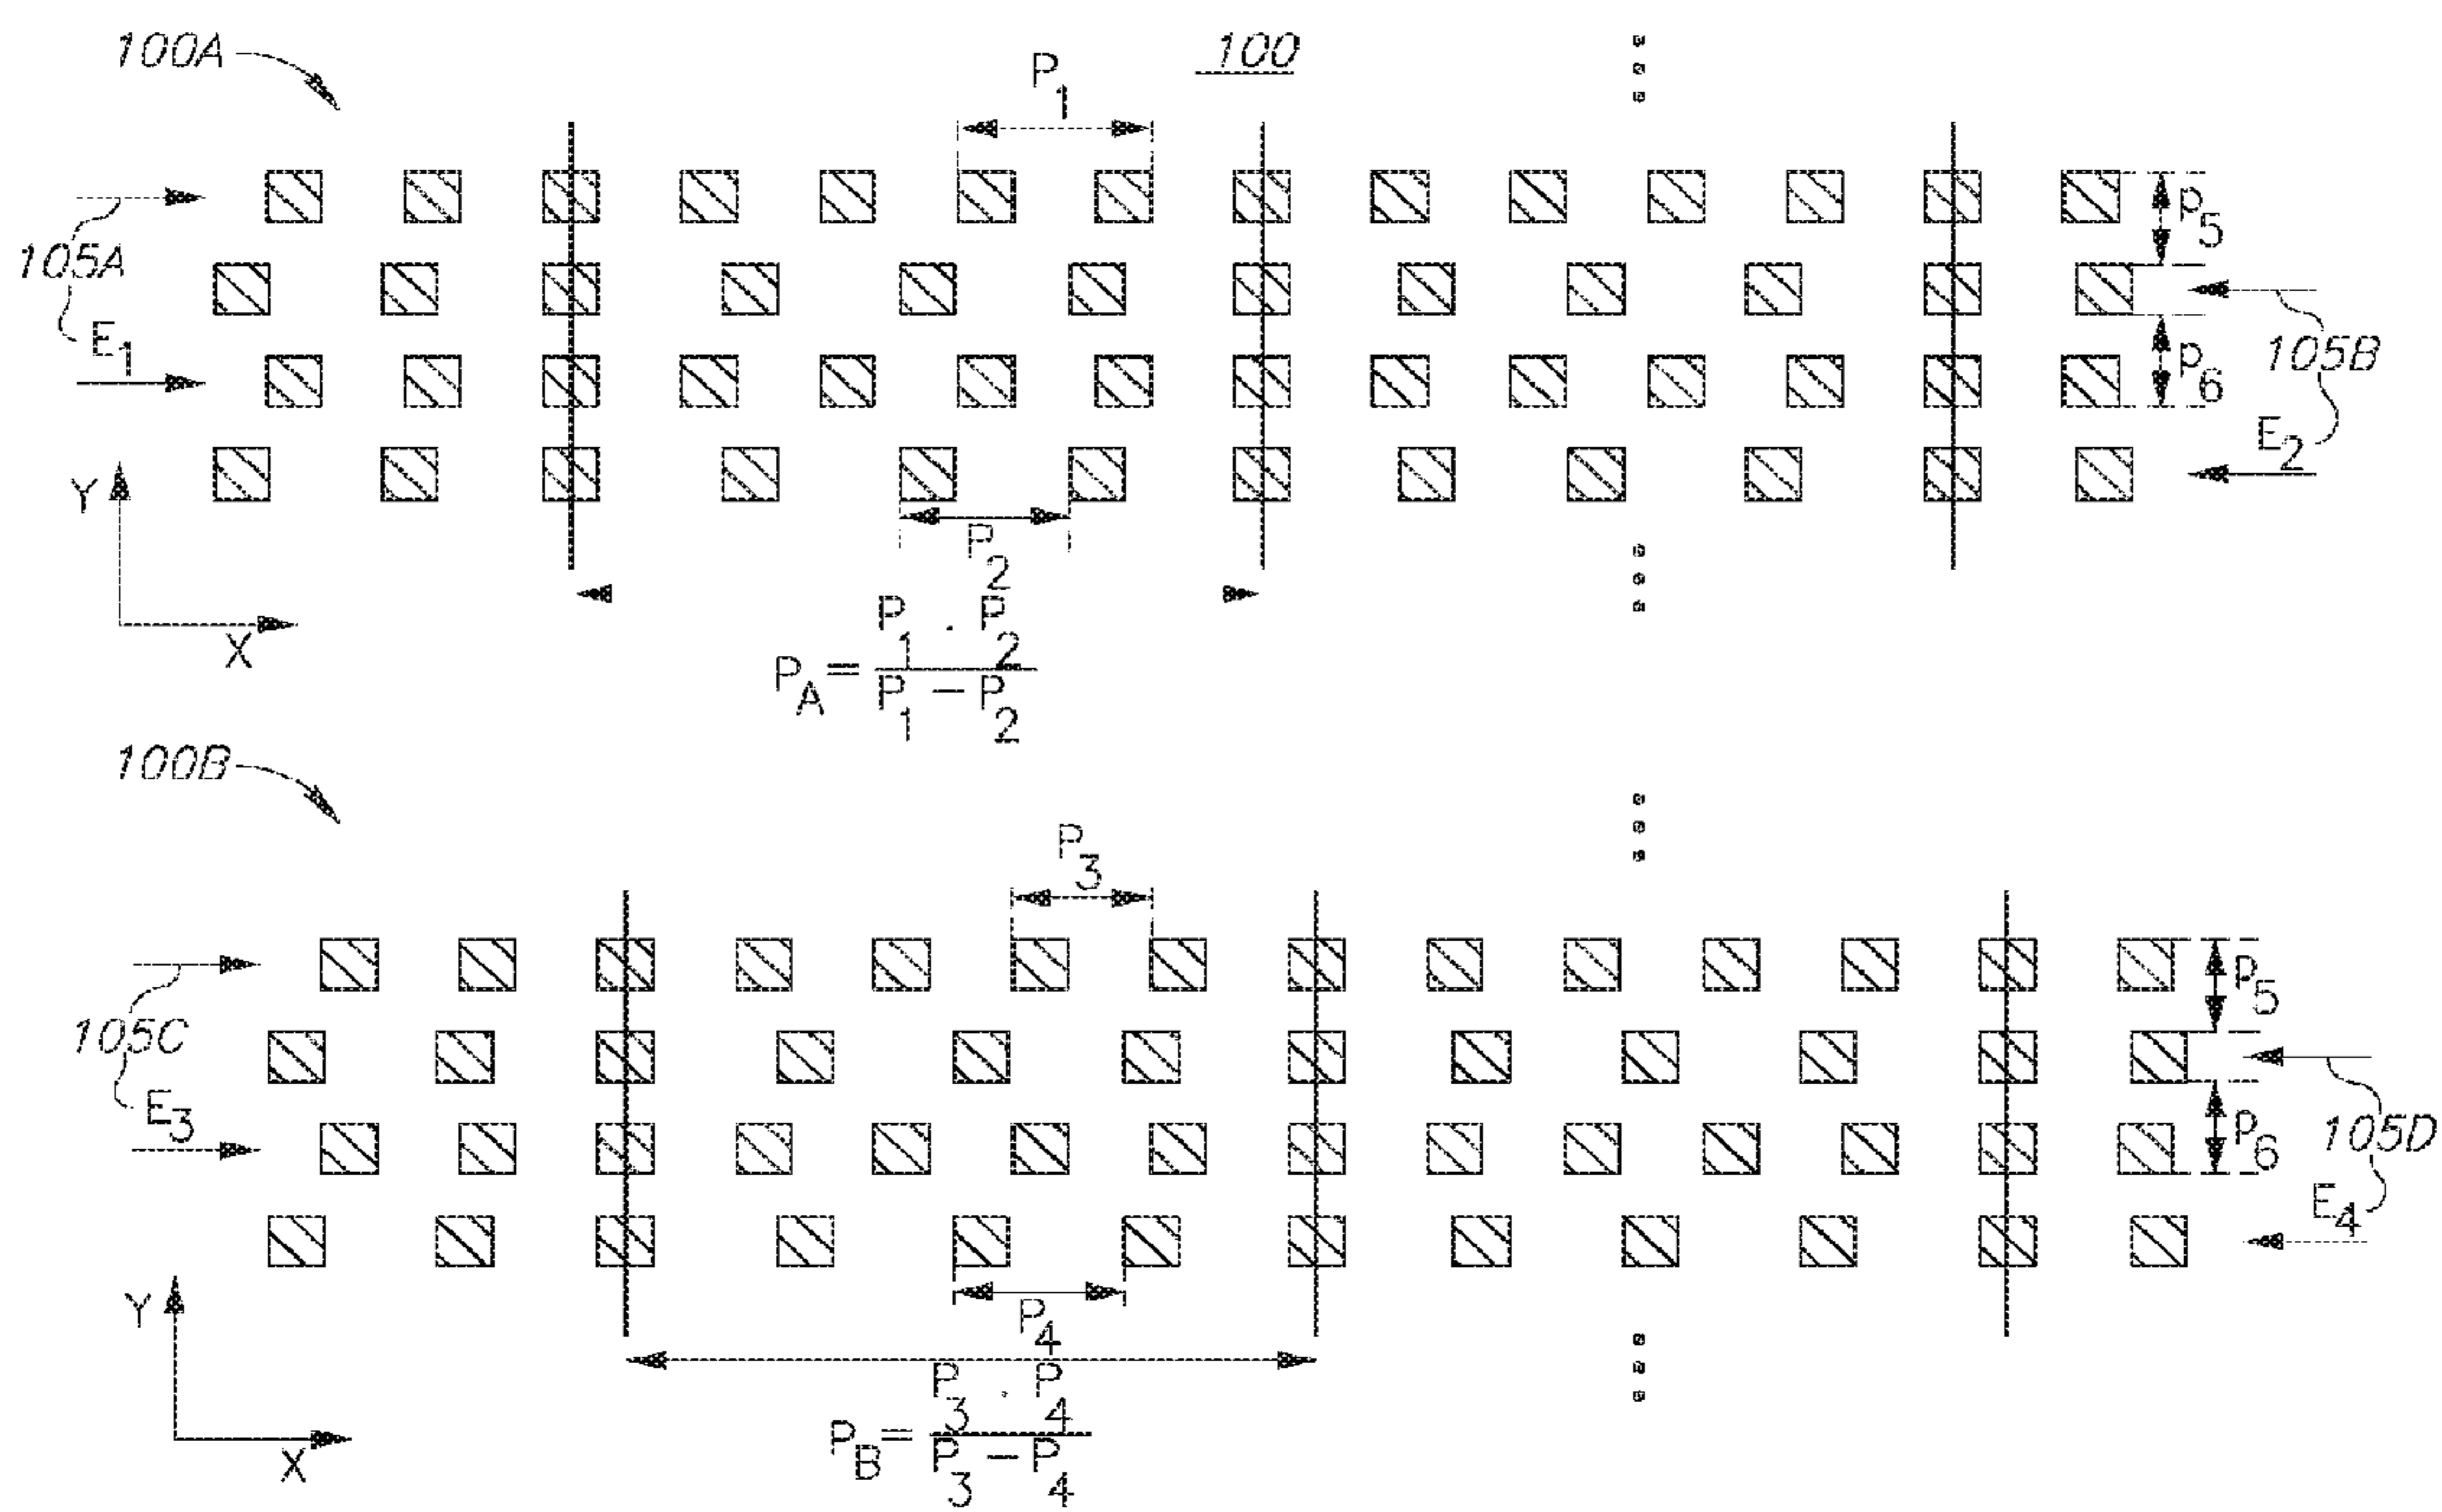 100A
100
P1
105A
E1
P5
P6
105B
E2
Y
X
P2
PA = P1 . P2 / P1 − P2
100B
P3
105C
E3
P5
P6
105D
E4
Y
X
P4
PB = P3 . P4 / P3 − P4